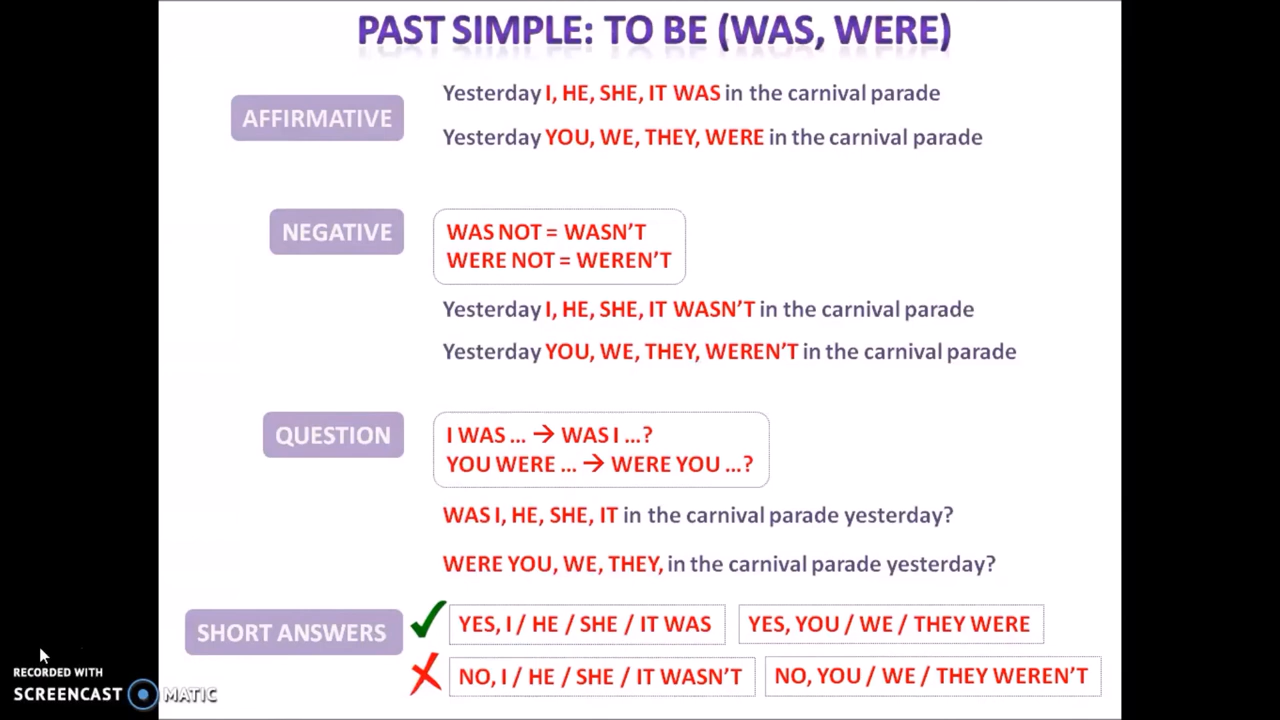 PAST SIMPLE: TO BE (WAS, WERE)
AFFIRMATIVE
Yesterday I, HE, SHE, IT WAS in the carnival parade
Yesterday YOU, WE, THEY, WERE in the carnival parade
NEGATIVE
WAS NOT = WASN'T
WERE NOT = WEREN'T
Yesterday I, HE, SHE, IT WASN'T in the carnival parade
Yesterday YOU, WE, THEY, WEREN'T in the carnival parade
QUESTION
I WAS ... → WAS I ...?
YOU WERE ... → WERE YOU ...?
WAS I, HE, SHE, IT in the carnival parade yesterday?
WERE YOU, WE, THEY, in the carnival parade yesterday?
SHORT ANSWERS
YES, I / HE / SHE / IT WAS
YES, YOU / WE / THEY WERE
NO, I / HE / SHE / IT WASN'T
NO, YOU / WE / THEY WEREN'T
RECORDED WITH
SCREENCAST MATIC